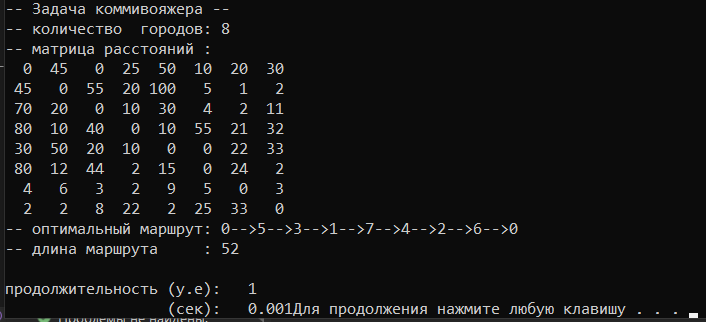 -- Задача коммивояжера --
-- количество  городов: 8
-- матрица расстояний :
  0  45   0  25  50  10  20  30
 45   0  55  20 100   5   1   2
 70  20   0  10  30   4   2  11
 80  10  40   0  10  55  21  32
 30  50  20  10   0   0  22  33
 80  12  44   2  15   0  24   2
  4   6   3   2   9   5   0   3
  2   2   8  22   2  25  33   0
-- оптимальный маршрут: 0-->5-->3-->1-->7-->4-->2-->6-->0
-- длина маршрута     : 52
продолжительность (у.е):   1
                  (сек):   0.001Для продолжения нажмите любую клавишу . . .